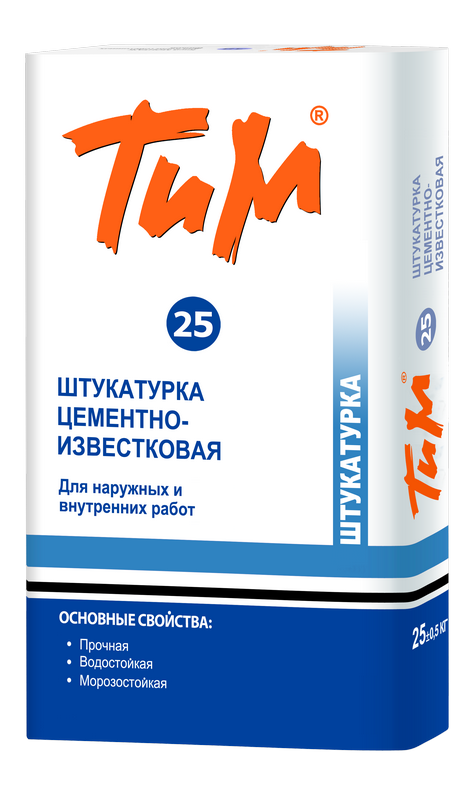 ТиМ®
25
ШТУКАТУРКА
ЦЕМЕНТНО-
ИЗВЕСТКОВАЯ
Для наружных и
внутренних работ
ШТУКАТУРКА
ОСНОВНЫЕ СВОЙСТВА:
• Прочная
• Водостойкая
• Морозостойкая
ШТУКАТУРКА
ЦЕМЕНТНО-
ИЗВЕСТКОВАЯ
25
ТиМ®
25±0,5 КГ